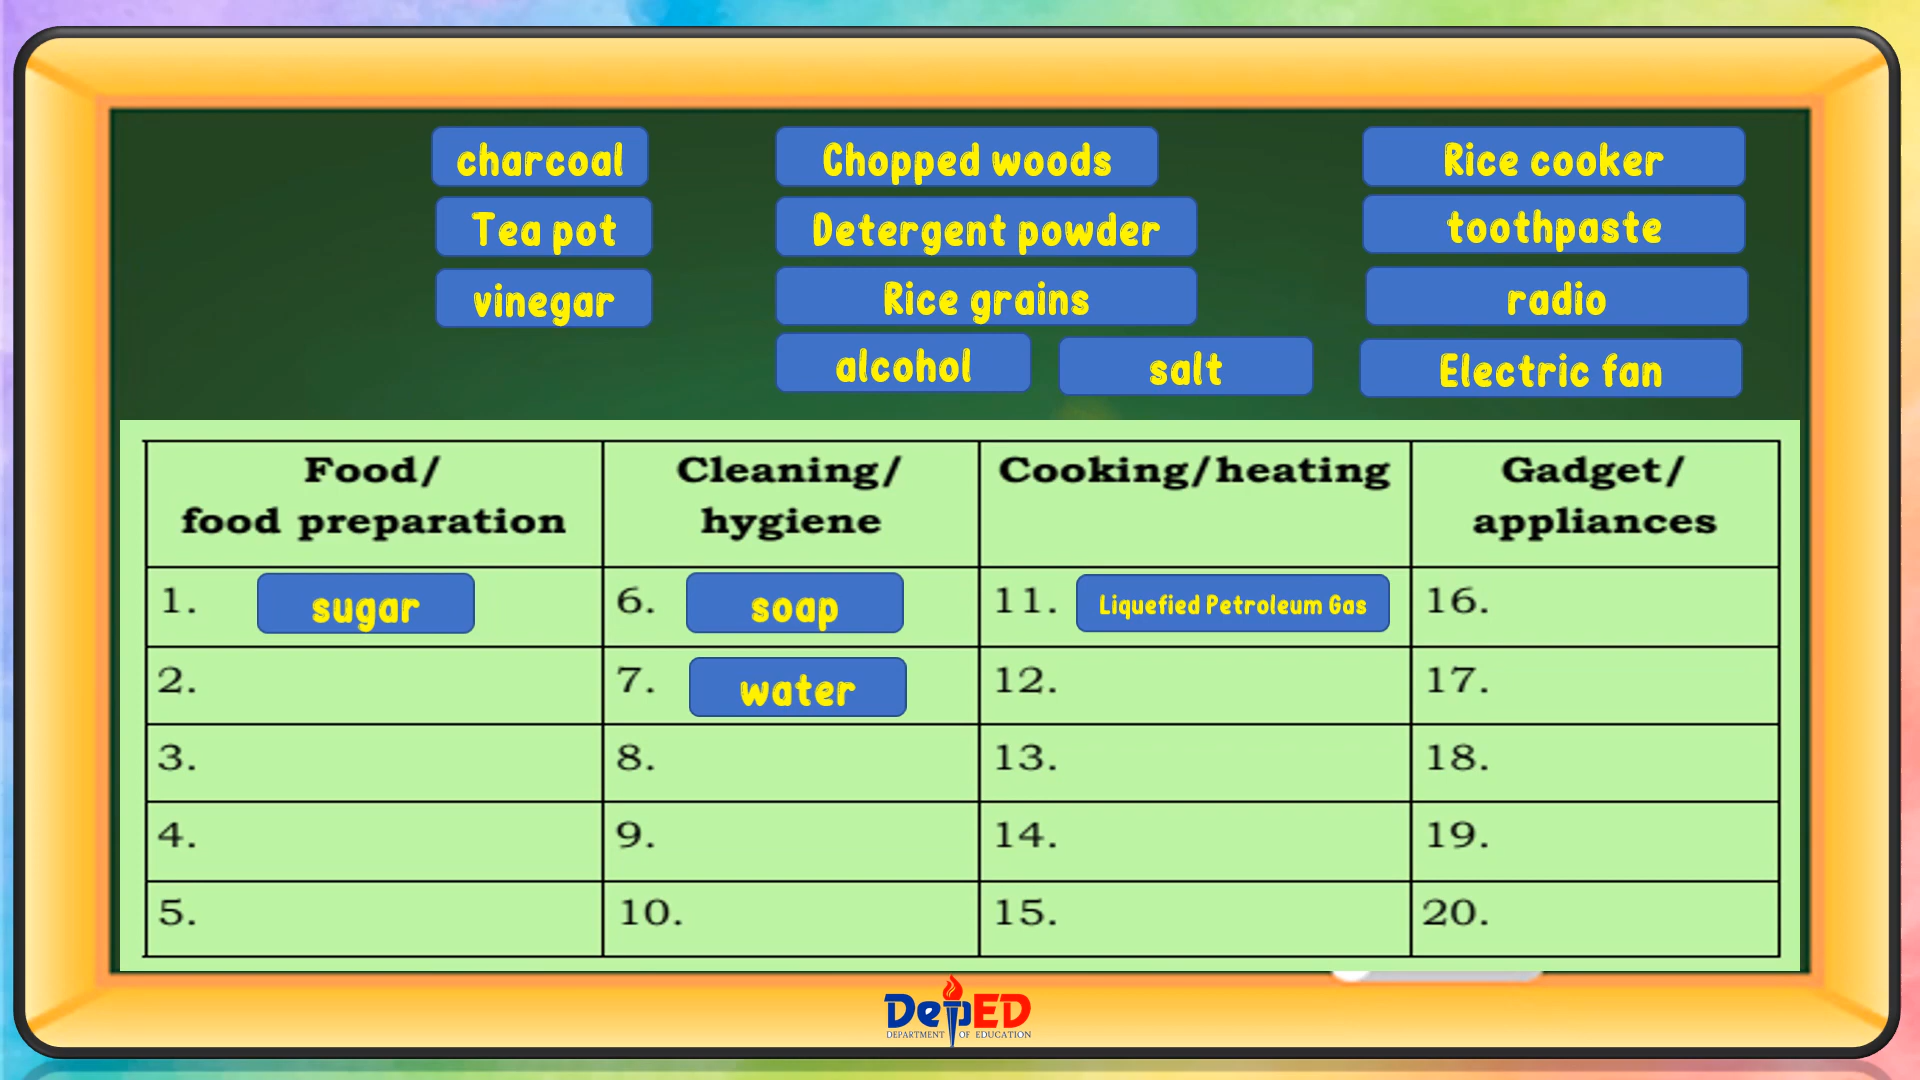 charcoal
Chopped woods
Rice cooker
Tea pot
Detergent powder
toothpaste
vinegar
Rice grains
radio
alcohol
salt
Electric fan
Food/
food preparation
Cleaning/
hygiene
Cooking/heating
Gadget/
appliances
1. sugar
6. soap
11. Liquefied Petroleum Gas
16.
2.
7. water
12.
17.
3.
8.
13.
18.
4.
9.
14.
19.
5.
10.
15.
20.
DepED
DEPARTMENT OF EDUCATION